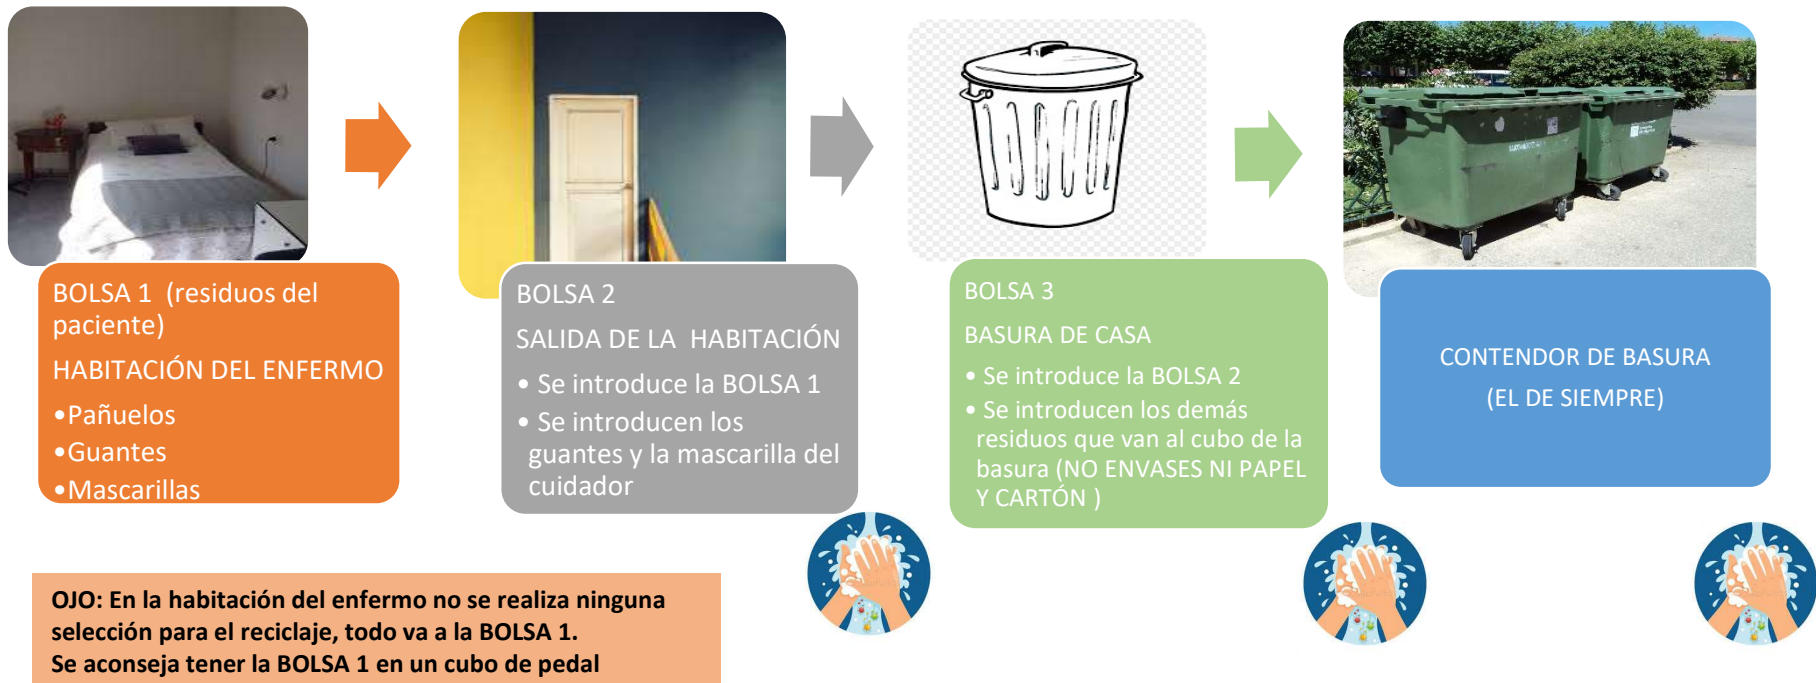 BOLSA 1 (residuos del
paciente)
HABITACIÓN DEL ENFERMO
•Pañuelos
•Guantes
•Mascarillas
BOLSA 2
SALIDA DE LA HABITACIÓN
• Se introduce la BOLSA 1
• Se introducen los
guantes y la mascarilla del
cuidador
BOLSA 3
BASURA DE CASA
• Se introduce la BOLSA 2
• Se introducen los demás
residuos que van al cubo de la
basura (NO ENVASES NI PAPEL
Y CARTÓN )
CONTENDOR DE BASURA
(EL DE SIEMPRE)
OJO: En la habitación del enfermo no se realiza ninguna
selección para el reciclaje, todo va a la BOLSA 1.
Se aconseja tener la BOLSA 1 en un cubo de pedal